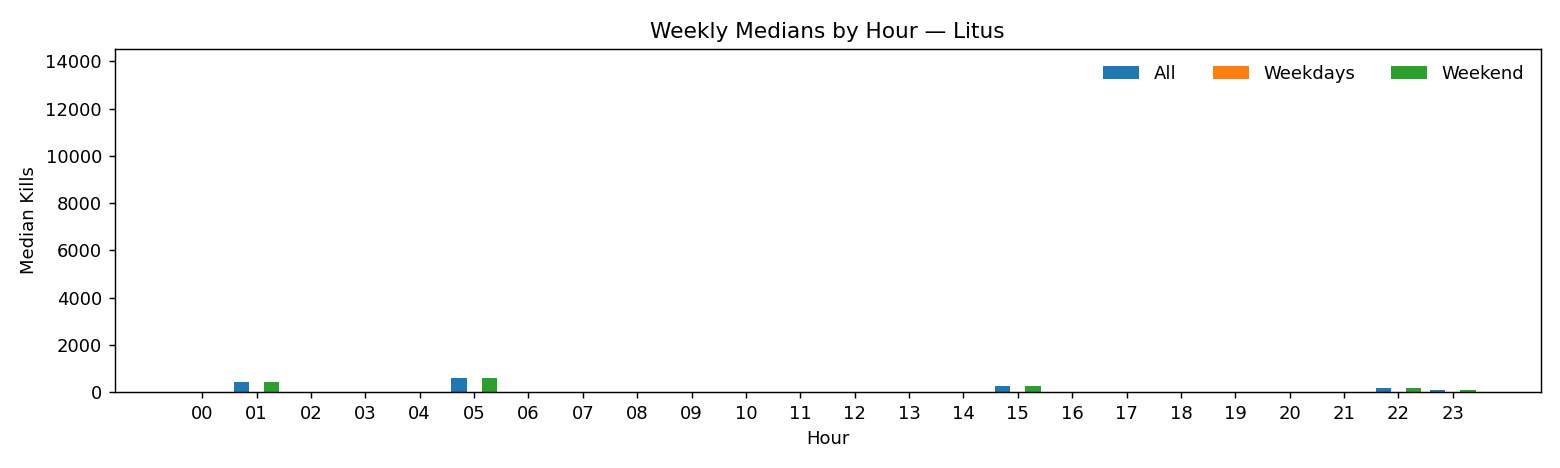 Weekly Medians by Hour — Litus
All Weekdays Weekend
Median Kills
14000
12000
10000
8000
6000
4000
2000
0
00 01 02 03 04 05 06 07 08 09 10 11 12 13 14 15 16 17 18 19 20 21 22 23
Hour